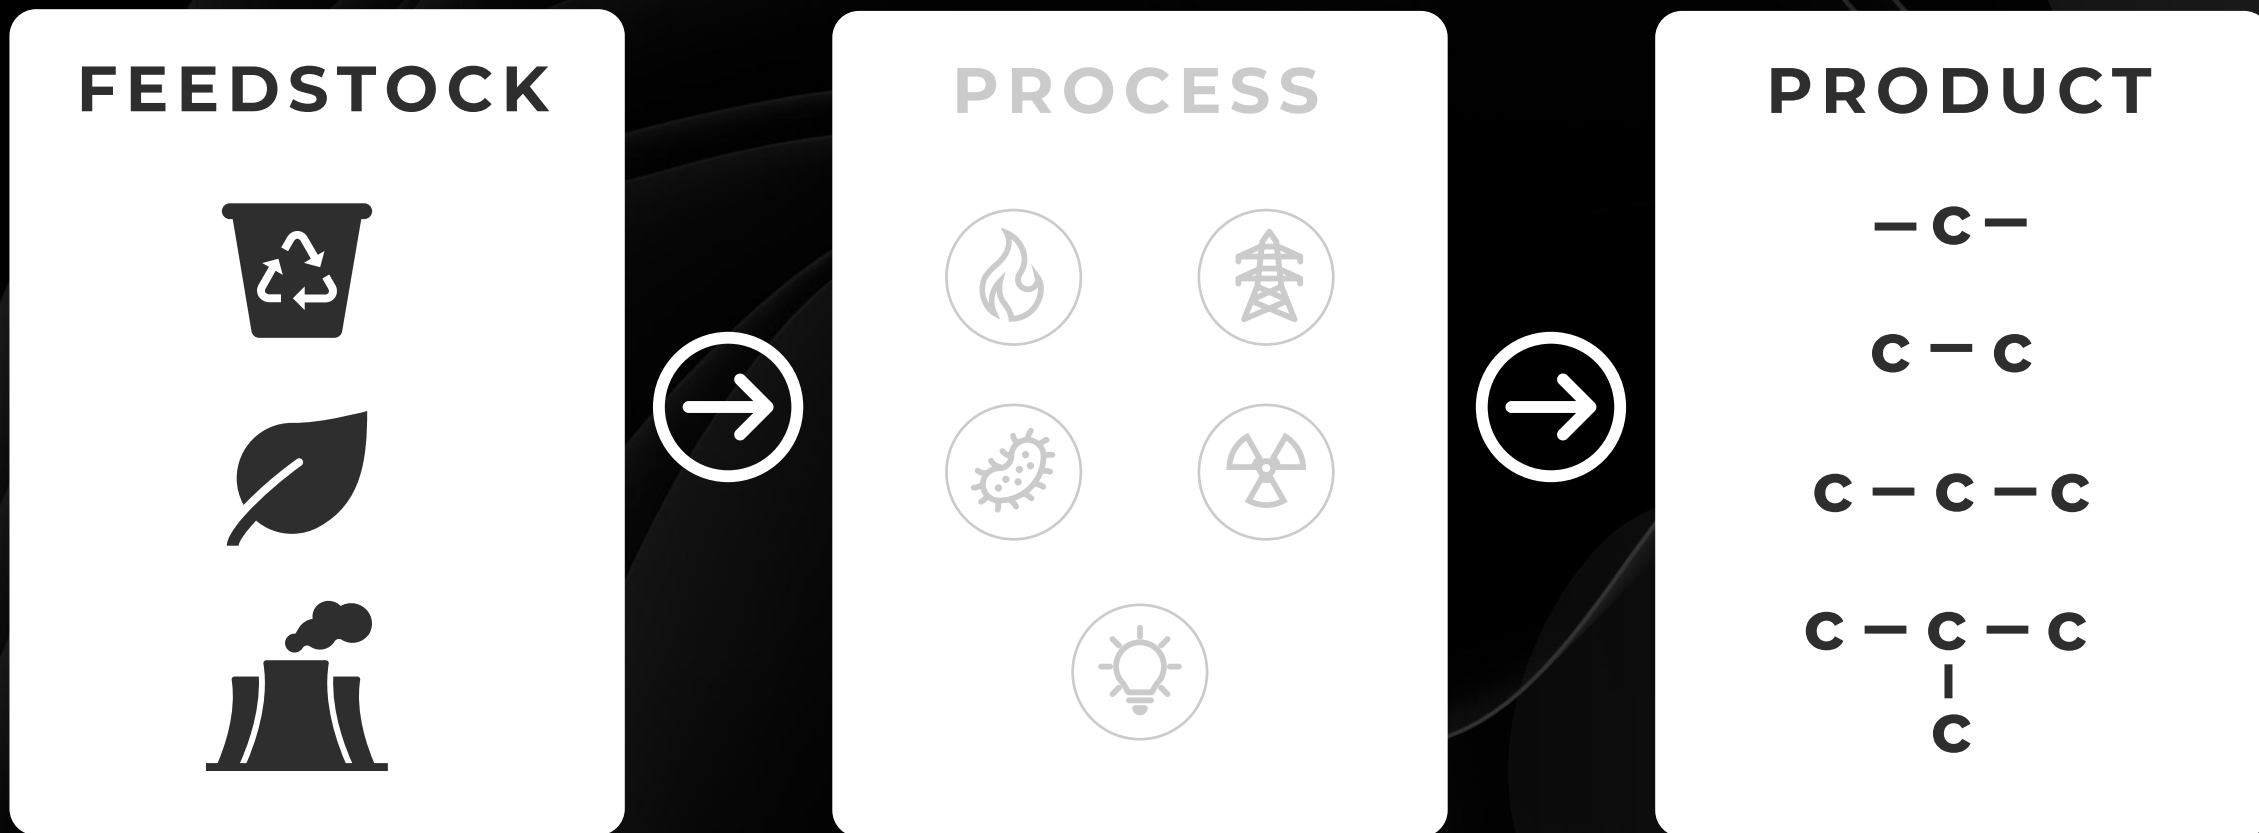 FEEDSTOCK
PROCESS
PRODUCT
– C –
C – C
C – C – C
C – C – C
|
C